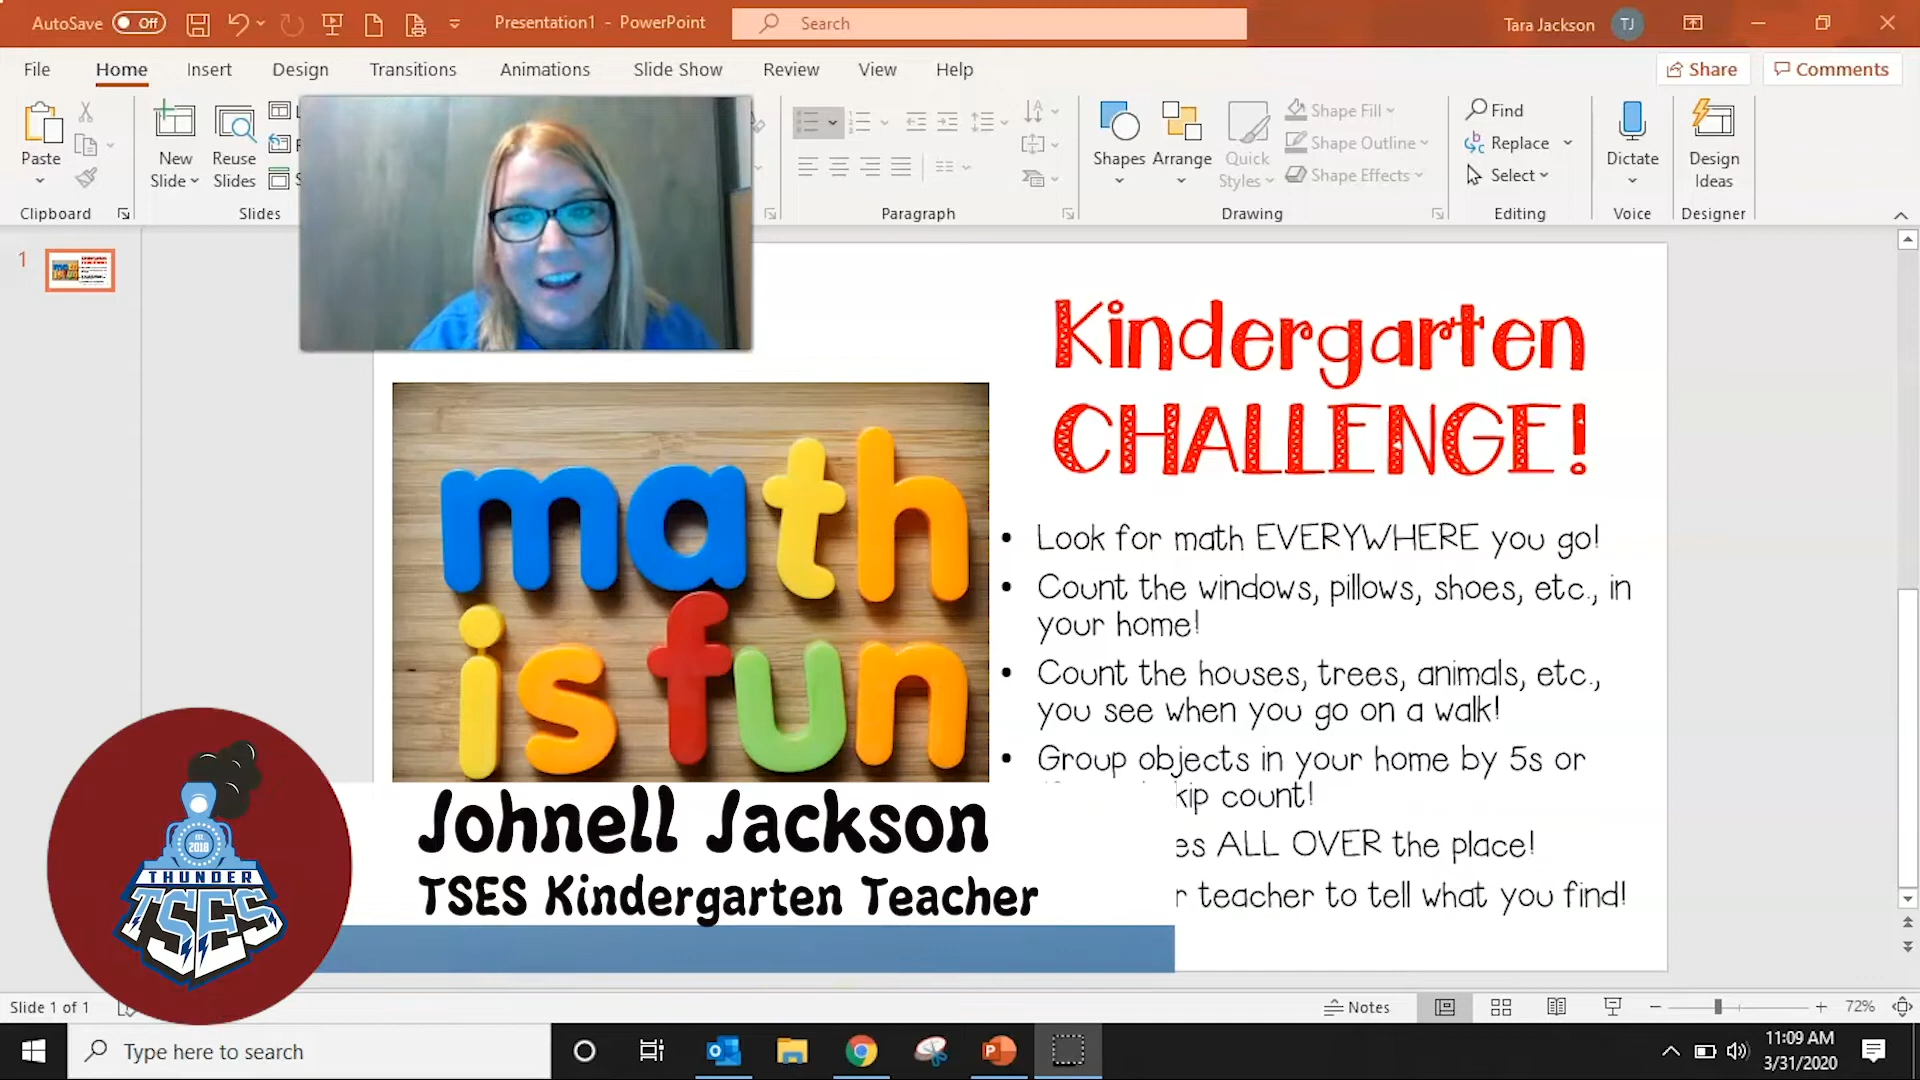 AutoSave Off
Presentation1 - PowerPoint
Search
Tara Jackson TJ
File Home Insert Design Transitions Animations Slide Show Review View Help
Share Comments
Paste
New Slide
Reuse Slides
Shapes Arrange Quick Styles
Shape Fill
Shape Outline
Shape Effects
Find
Replace
Select
Dictate
Design Ideas
Clipboard Slides Paragraph Drawing Editing Voice Designer
1
Kindergarten
CHALLENGE!
math
is fun
• Look for math EVERYWHERE you go!
• Count the windows, pillows, shoes, etc., in
your home!
• Count the houses, trees, animals, etc.,
you see when you go on a walk!
• Group objects in your home by 5s or
kip count!
es ALL OVER the place!
r teacher to tell what you find!
Johnell Jackson
TSES Kindergarten Teacher
EST. 2018
THUNDER
TSES
Slide 1 of 1
Notes
72%
Type here to search
11:09 AM
3/31/2020